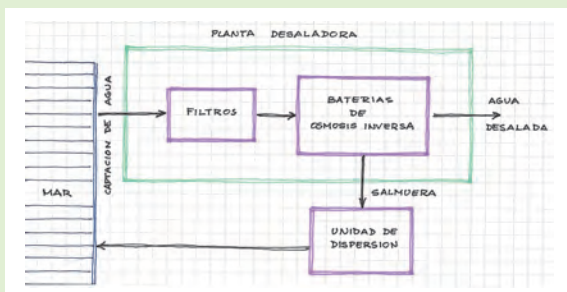 PLANTA DESALADORA
CAPTACION DE AGUA
FILTROS
BATERIAS
DE
OSMOSIS INVERSA
AGUA
DESALADA
MAR
SALMUERA
UNIDAD DE
DISPERSION